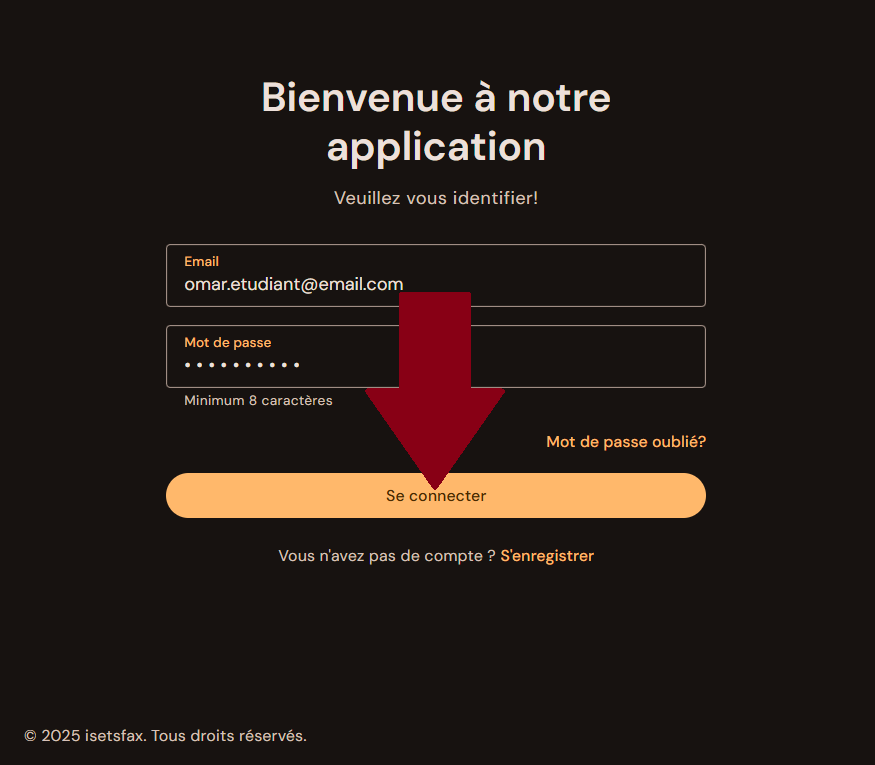 Bienvenue à notre
application
Veuillez vous identifier!
Email
omar.etudiant@email.com
Mot de passe
••••••••••
Minimum 8 caractères
Mot de passe oublié?
Se connecter
Vous n'avez pas de compte ? S'enregistrer
© 2025 isetsfax. Tous droits réservés.